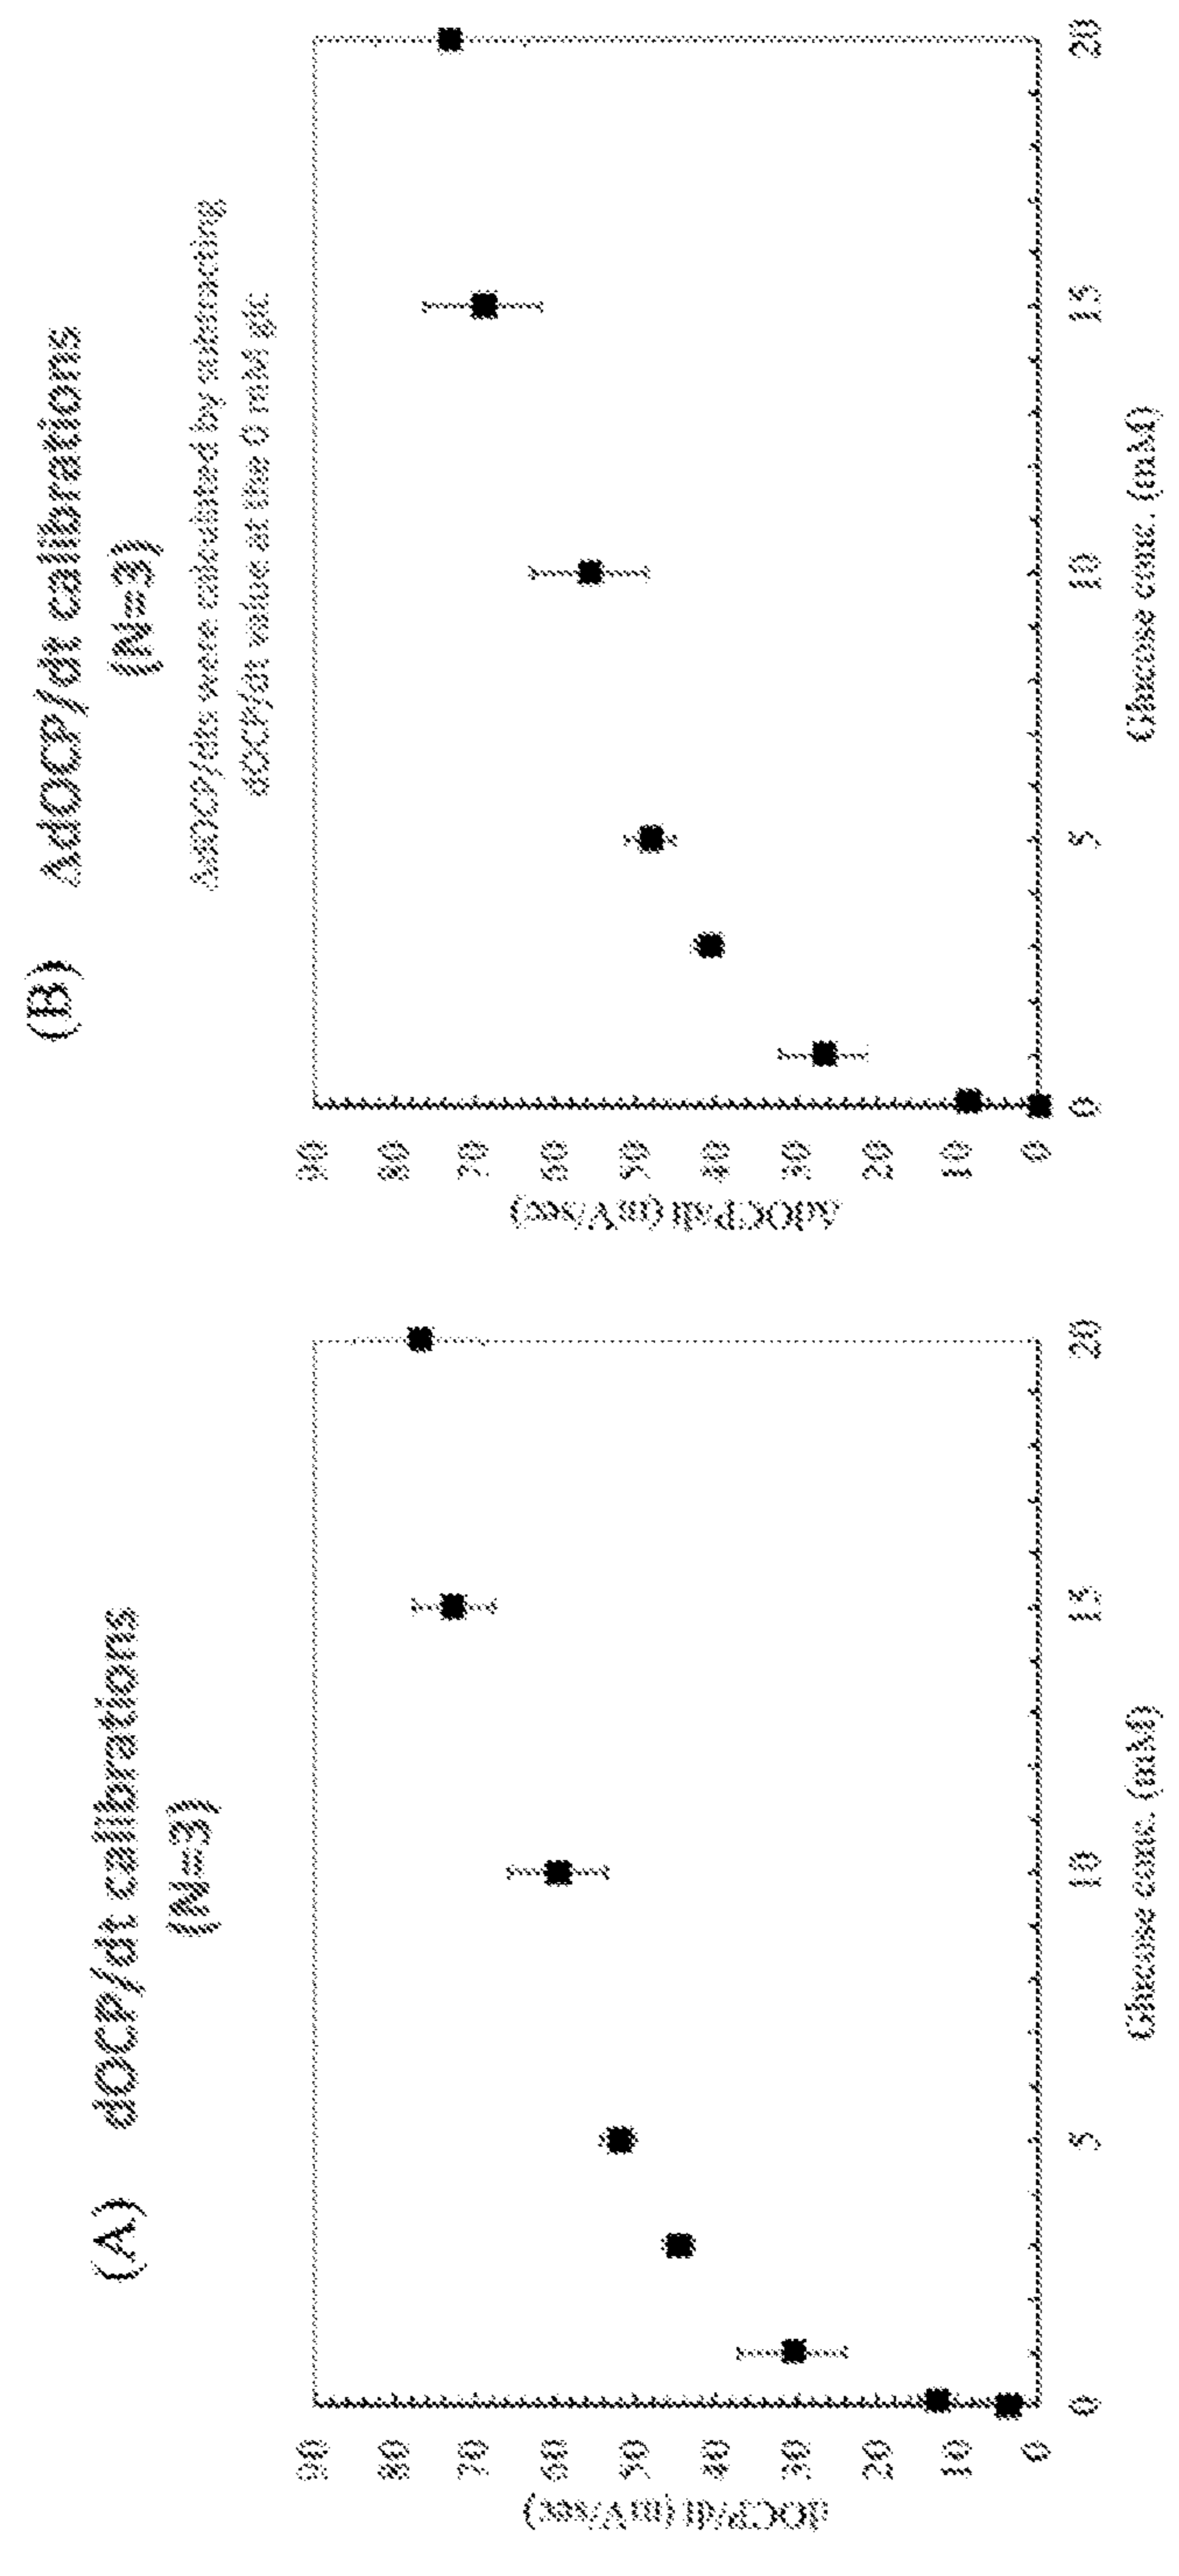 (A) dOCP/dt calibrations
(N=3)
dOCP/dt (mV/sec)
90
80
70
60
50
40
30
20
10
0
0 5 10 15 20
Glucose conc. (mM)
(B) ΔdOCP/dt calibrations
(N=3)
ΔdOCP/dts were calculated by subtracting
dOCP/dt value at the 0 mM glc.
ΔdOCP/dt (mV/sec)
90
80
70
60
50
40
30
20
10
0
0 5 10 15 20
Glucose conc. (mM)